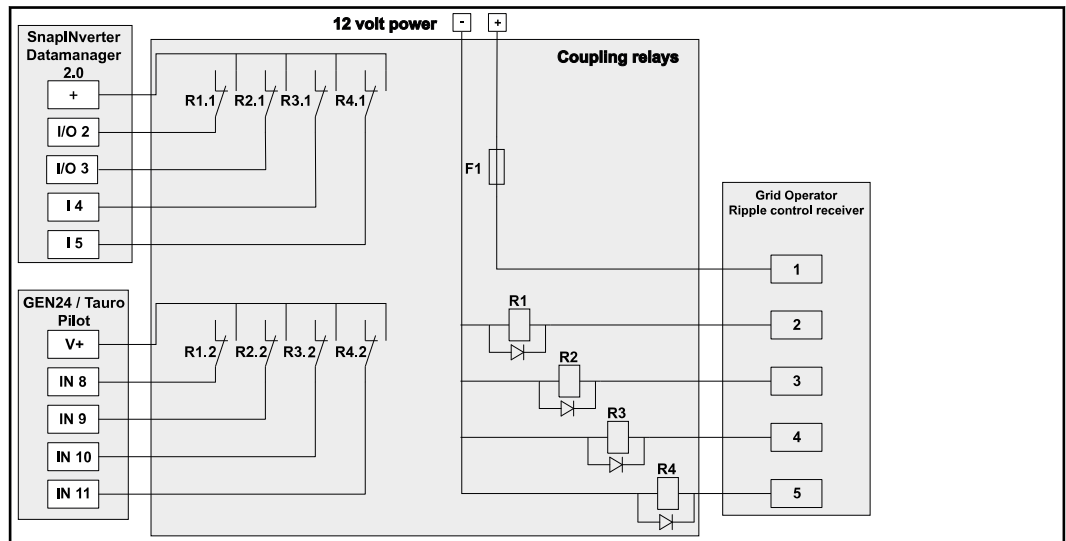 12 volt power - +
SnapINverter
Datamanager
2.0
+
I/O 2
I/O 3
I 4
I 5
R1.1 R2.1 R3.1 R4.1
Coupling relays
F1
GEN24 / Tauro
Pilot
V+
IN 8
IN 9
IN 10
IN 11
R1.2 R2.2 R3.2 R4.2
R1
R2
R3
R4
Grid Operator
Ripple control receiver
1
2
3
4
5